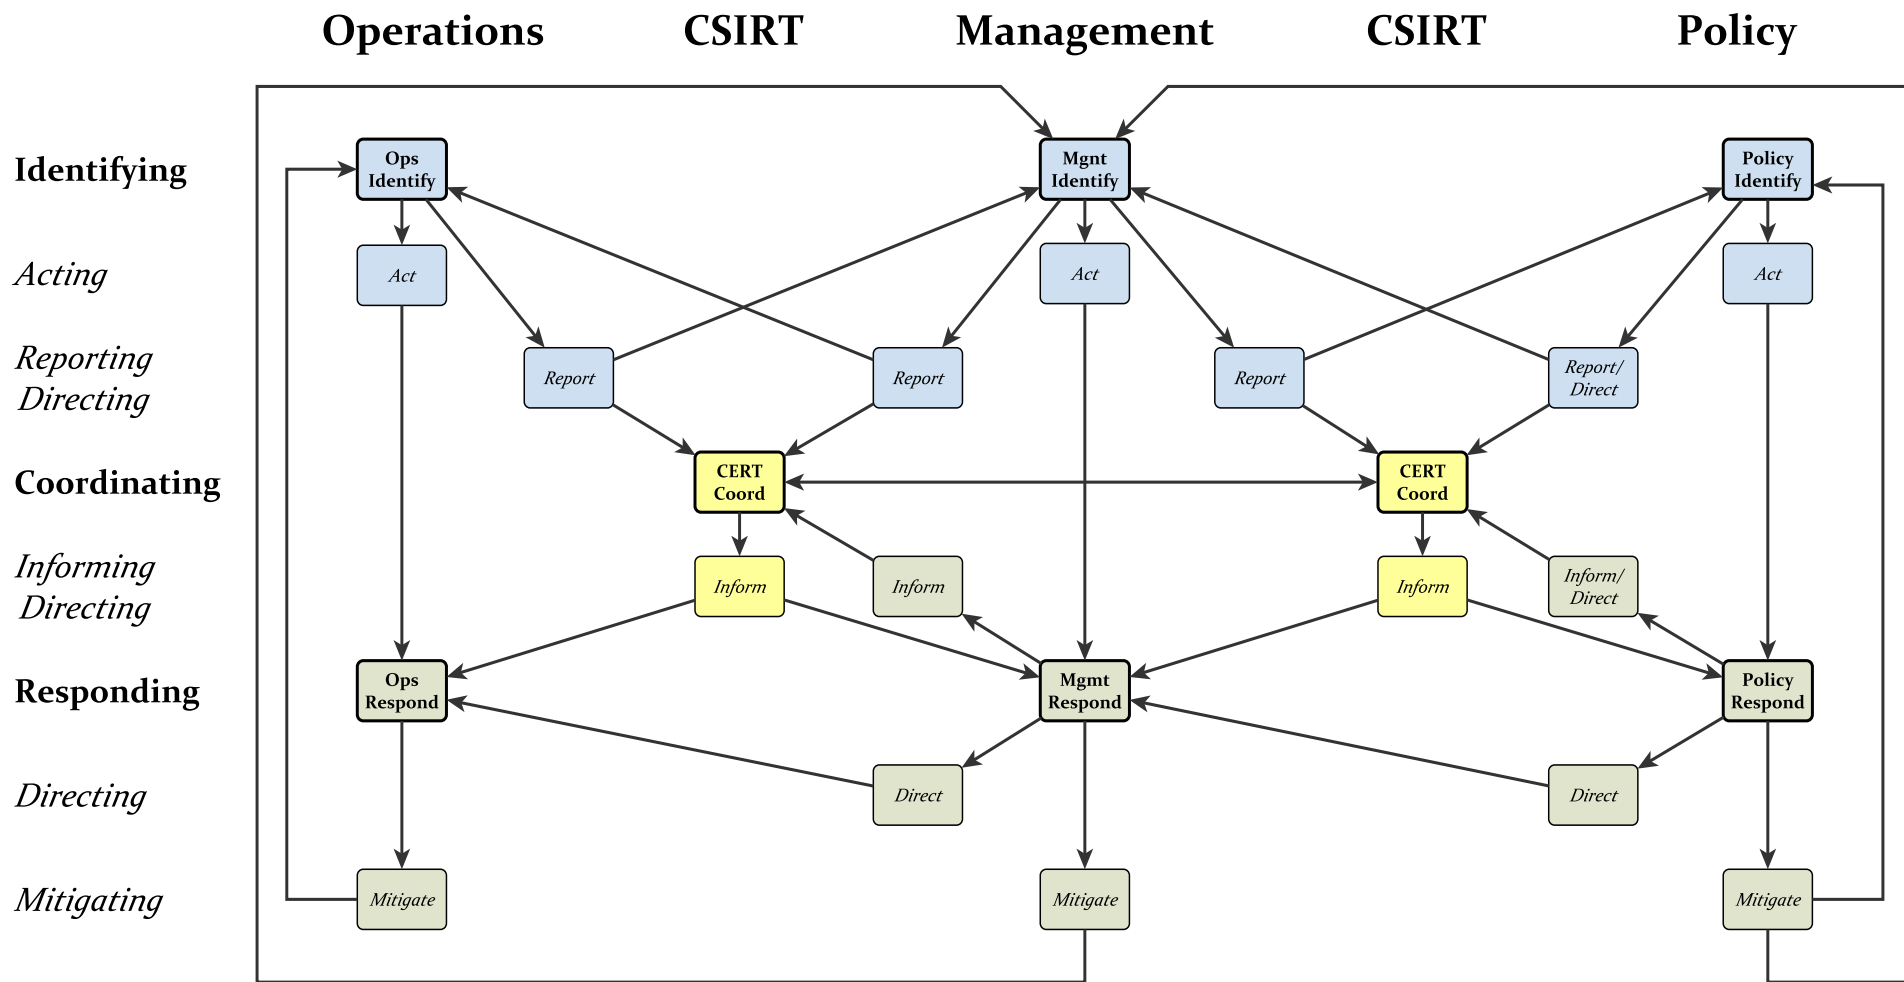 Operations CSIRT Management CSIRT Policy
Identifying
Ops
Identify
Mgnt
Identify
Policy
Identify
Acting
Act
Act
Act
Reporting
Directing
Report
Report
Report
Report/
Direct
Coordinating
CERT
Coord
CERT
Coord
Informing
Directing
Inform
Inform
Inform
Inform/
Direct
Responding
Ops
Respond
Mgmt
Respond
Policy
Respond
Directing
Direct
Direct
Mitigating
Mitigate
Mitigate
Mitigate